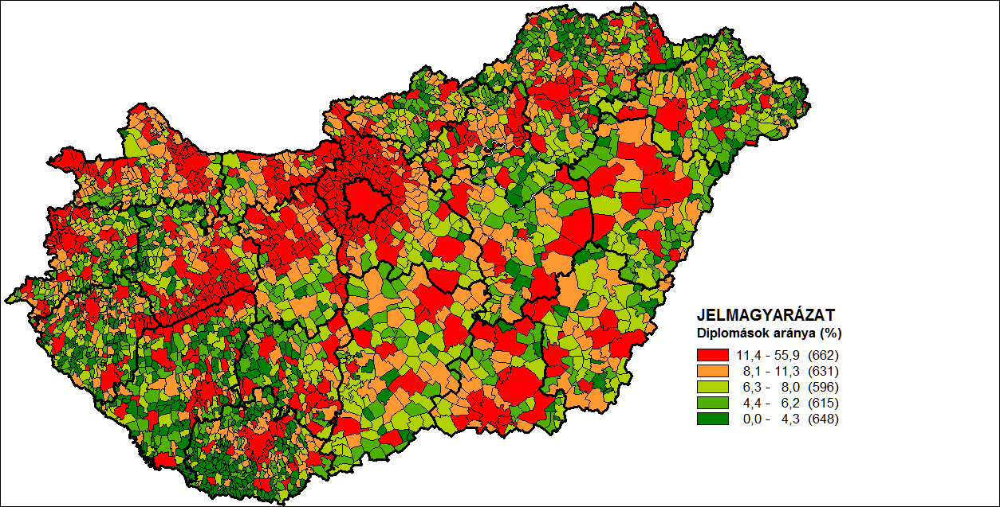 JELMAGYARÁZAT
Diplomások aránya (%)
11,4 - 55,9 (662)
8,1 - 11,3 (631)
6,3 - 8,0 (596)
4,4 - 6,2 (615)
0,0 - 4,3 (648)